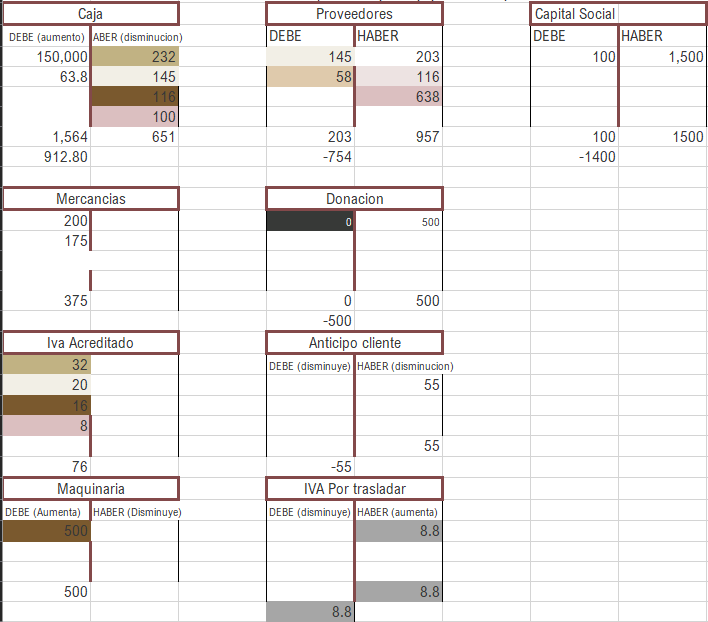 Caja Proveedores Capital Social
DEBE (aumento) ABER (disminucion) DEBE HABER DEBE HABER
150,000 232 145 203 100 1,500
63.8 145 58 116
116 638
100
1,564 651 203 957 100 1500
912.80 -754 -1400
Mercancias Donacion
200 0 500
175
375 0 500
-500
Iva Acreditado Anticipo cliente
32 DEBE (disminuye) HABER (disminucion)
20 55
16
8
55
76 -55
Maquinaria IVA Por trasladar
DEBE (Aumenta) HABER (Disminuye) DEBE (disminuye) HABER (aumenta)
500 8.8
500 8.8
8.8